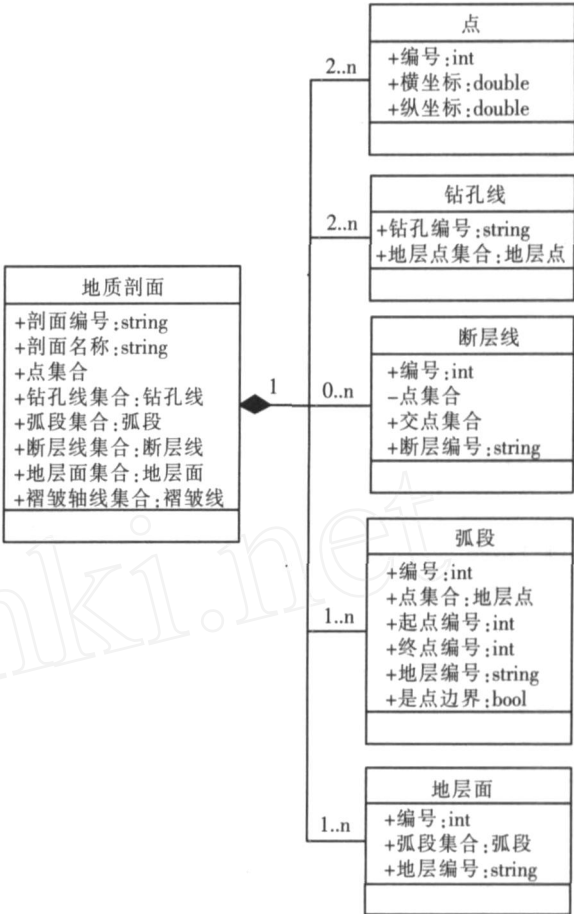 点
+编号:int
+横坐标:double
+纵坐标:double
2..n
钻孔线
+钻孔编号:string
+地层点集合:地层点
2..n
地质剖面
+剖面编号:string
+剖面名称:string
+点集合
+钻孔线集合:钻孔线
+弧段集合:弧段
+断层线集合:断层线
+地层面集合:地层面
+褶皱轴线集合:褶皱线
1
0..n
断层线
+编号:int
-点集合
+交点集合
+断层编号:string
弧段
+编号:int
+点集合:地层点
+起点编号:int
+终点编号:int
+地层编号:string
+是点边界:bool
1..n
地层面
+编号:int
+弧段集合:弧段
+地层编号:string
1..n
nki.net